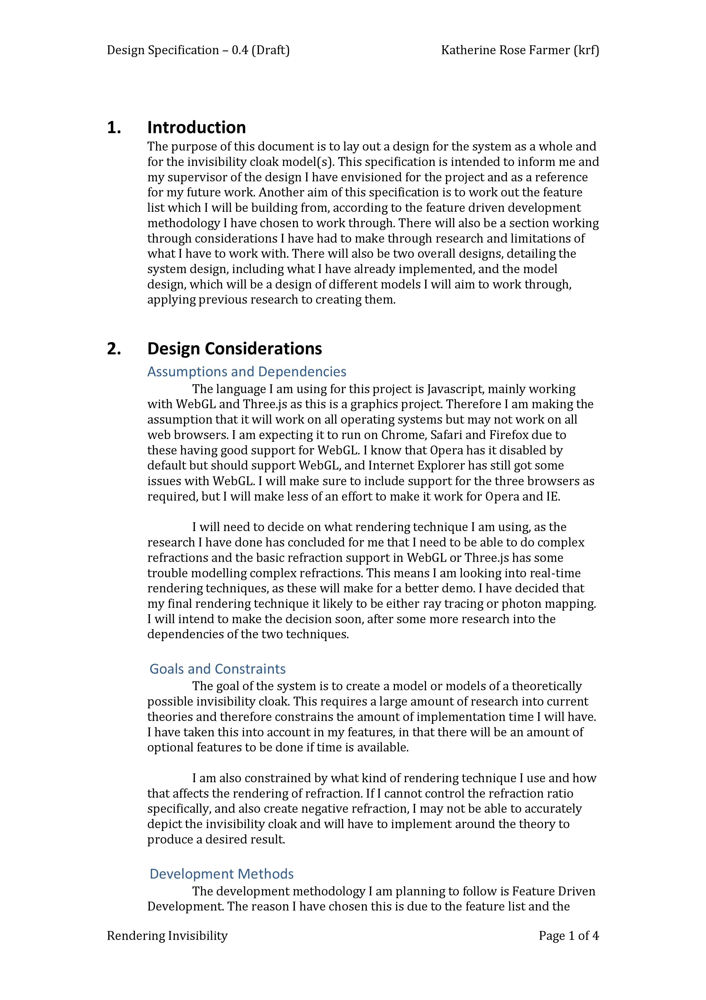 Design Specification – 0.4 (Draft) Katherine Rose Farmer (krf)
1. Introduction
The purpose of this document is to lay out a design for the system as a whole and
for the invisibility cloak model(s). This specification is intended to inform me and
my supervisor of the design I have envisioned for the project and as a reference
for my future work. Another aim of this specification is to work out the feature
list which I will be building from, according to the feature driven development
methodology I have chosen to work through. There will also be a section working
through considerations I have had to make through research and limitations of
what I have to work with. There will also be two overall designs, detailing the
system design, including what I have already implemented, and the model
design, which will be a design of different models I will aim to work through,
applying previous research to creating them.
2. Design Considerations
Assumptions and Dependencies
The language I am using for this project is Javascript, mainly working
with WebGL and Three.js as this is a graphics project. Therefore I am making the
assumption that it will work on all operating systems but may not work on all
web browsers. I am expecting it to run on Chrome, Safari and Firefox due to
these having good support for WebGL. I know that Opera has it disabled by
default but should support WebGL, and Internet Explorer has still got some
issues with WebGL. I will make sure to include support for the three browsers as
required, but I will make less of an effort to make it work for Opera and IE.
I will need to decide on what rendering technique I am using, as the
research I have done has concluded for me that I need to be able to do complex
refractions and the basic refraction support in WebGL or Three.js has some
trouble modelling complex refractions. This means I am looking into real-time
rendering techniques, as these will make for a better demo. I have decided that
my final rendering technique it likely to be either ray tracing or photon mapping.
I will intend to make the decision soon, after some more research into the
dependencies of the two techniques.
Goals and Constraints
The goal of the system is to create a model or models of a theoretically
possible invisibility cloak. This requires a large amount of research into current
theories and therefore constrains the amount of implementation time I will have.
I have taken this into account in my features, in that there will be an amount of
optional features to be done if time is available.
I am also constrained by what kind of rendering technique I use and how
that affects the rendering of refraction. If I cannot control the refraction ratio
specifically, and also create negative refraction, I may not be able to accurately
depict the invisibility cloak and will have to implement around the theory to
produce a desired result.
Development Methods
The development methodology I am planning to follow is Feature Driven
Development. The reason I have chosen this is due to the feature list and the
Rendering Invisibility Page 1 of 4